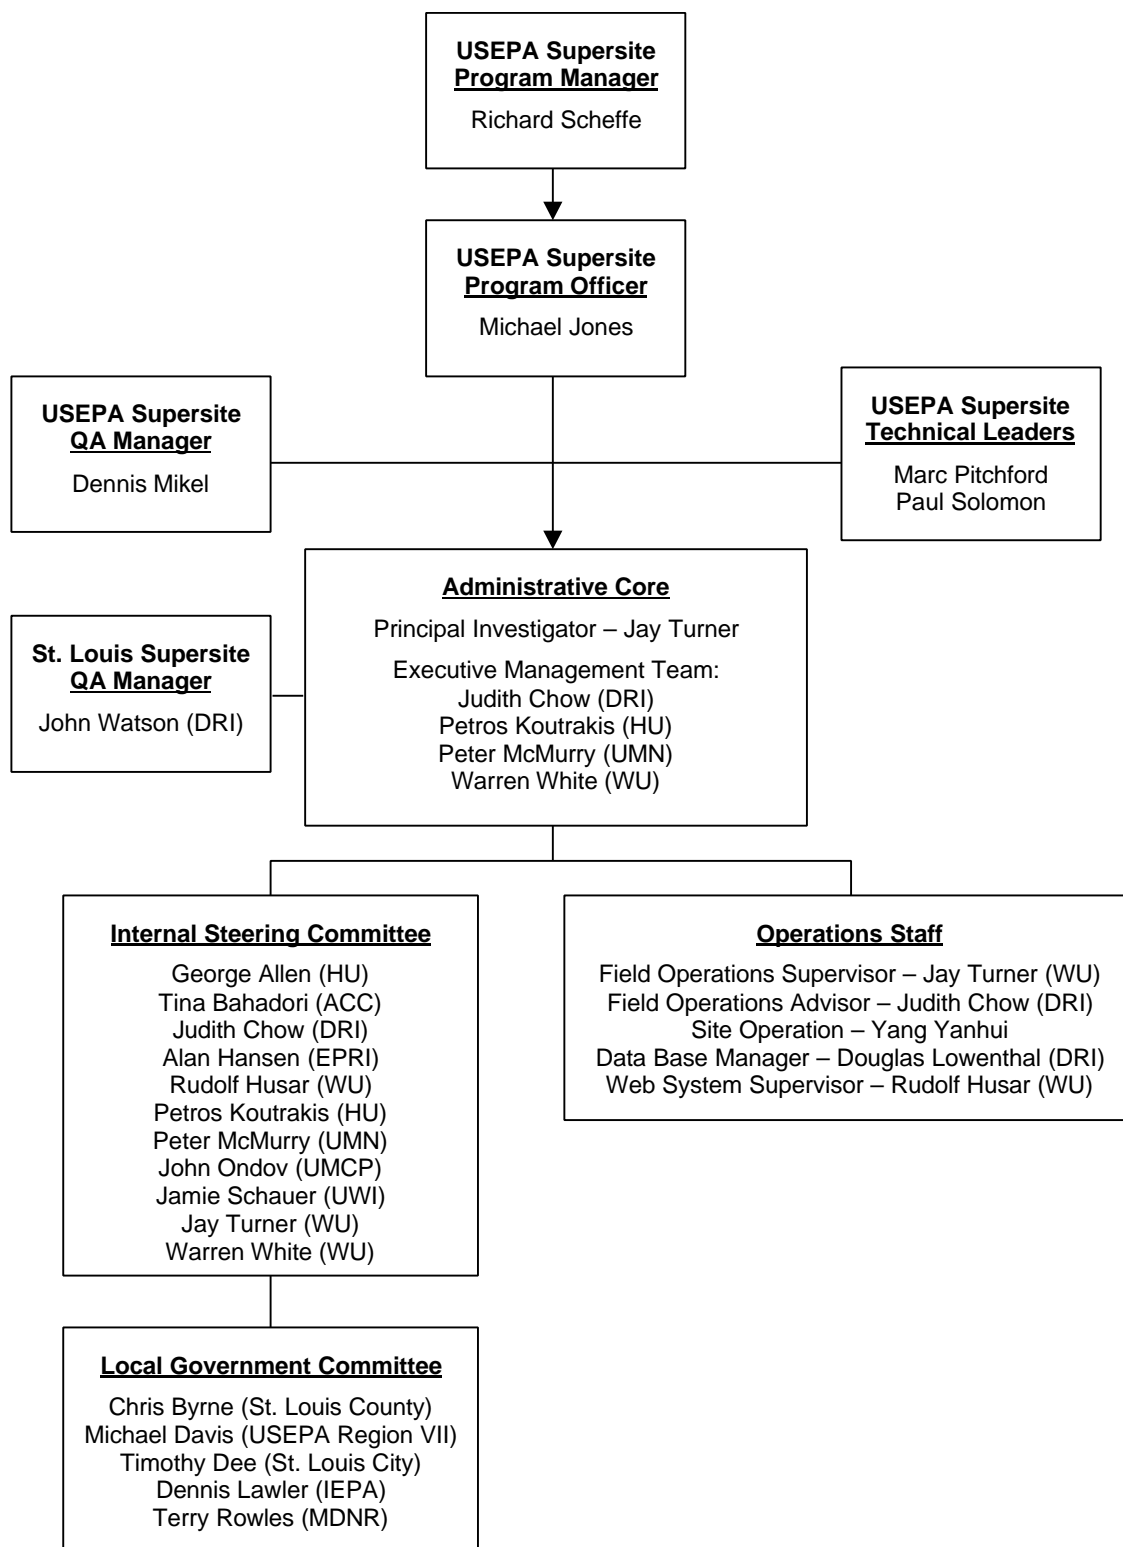 USEPA Supersite
Program Manager
Richard Scheffe
USEPA Supersite
Program Officer
Michael Jones
USEPA Supersite
QA Manager
Dennis Mikel
USEPA Supersite
Technical Leaders
Marc Pitchford
Paul Solomon
Administrative Core
Principal Investigator – Jay Turner
Executive Management Team:
Judith Chow (DRI)
Petros Koutrakis (HU)
Peter McMurry (UMN)
Warren White (WU)
St. Louis Supersite
QA Manager
John Watson (DRI)
Internal Steering Committee
George Allen (HU)
Tina Bahadori (ACC)
Judith Chow (DRI)
Alan Hansen (EPRI)
Rudolf Husar (WU)
Petros Koutrakis (HU)
Peter McMurry (UMN)
John Ondov (UMCP)
Jamie Schauer (UWI)
Jay Turner (WU)
Warren White (WU)
Operations Staff
Field Operations Supervisor – Jay Turner (WU)
Field Operations Advisor – Judith Chow (DRI)
Site Operation – Yang Yanhui
Data Base Manager – Douglas Lowenthal (DRI)
Web System Supervisor – Rudolf Husar (WU)
Local Government Committee
Chris Byrne (St. Louis County)
Michael Davis (USEPA Region VII)
Timothy Dee (St. Louis City)
Dennis Lawler (IEPA)
Terry Rowles (MDNR)